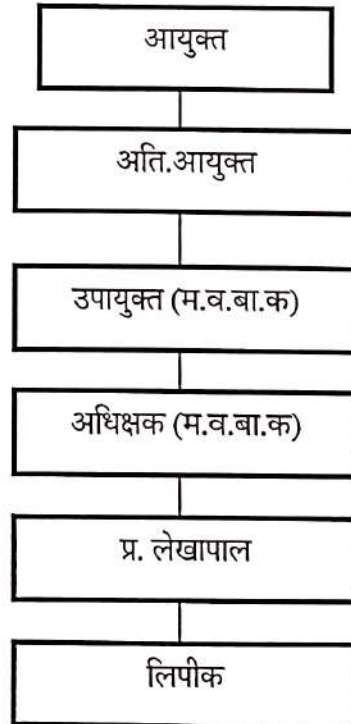 आयुक्त
अति.आयुक्त
उपायुक्त (म.व.बा.क)
अधिक्षक (म.व.बा.क)
प्र. लेखापाल
लिपीक